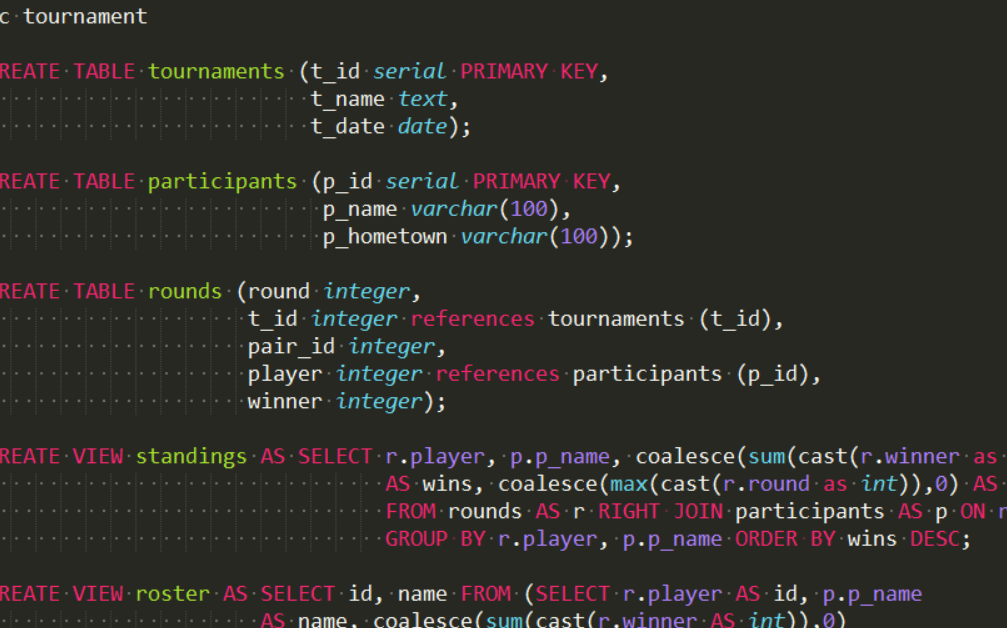 c tournament
REATE TABLE tournaments (t_id serial PRIMARY KEY,
t_name text,
t_date date);
REATE TABLE participants (p_id serial PRIMARY KEY,
p_name varchar(100),
p_hometown varchar(100));
REATE TABLE rounds (round integer,
t_id integer references tournaments (t_id),
pair_id integer,
player integer references participants (p_id),
winner integer);
REATE VIEW standings AS SELECT r.player, p.p_name, coalesce(sum(cast(r.winner as
AS wins, coalesce(max(cast(r.round as int)),0) AS
FROM rounds AS r RIGHT JOIN participants AS p ON r
GROUP BY r.player, p.p_name ORDER BY wins DESC;
REATE VIEW roster AS SELECT id, name FROM (SELECT r.player AS id, p.p_name
AS name, coalesce(sum(cast(r.winner AS int)),0)